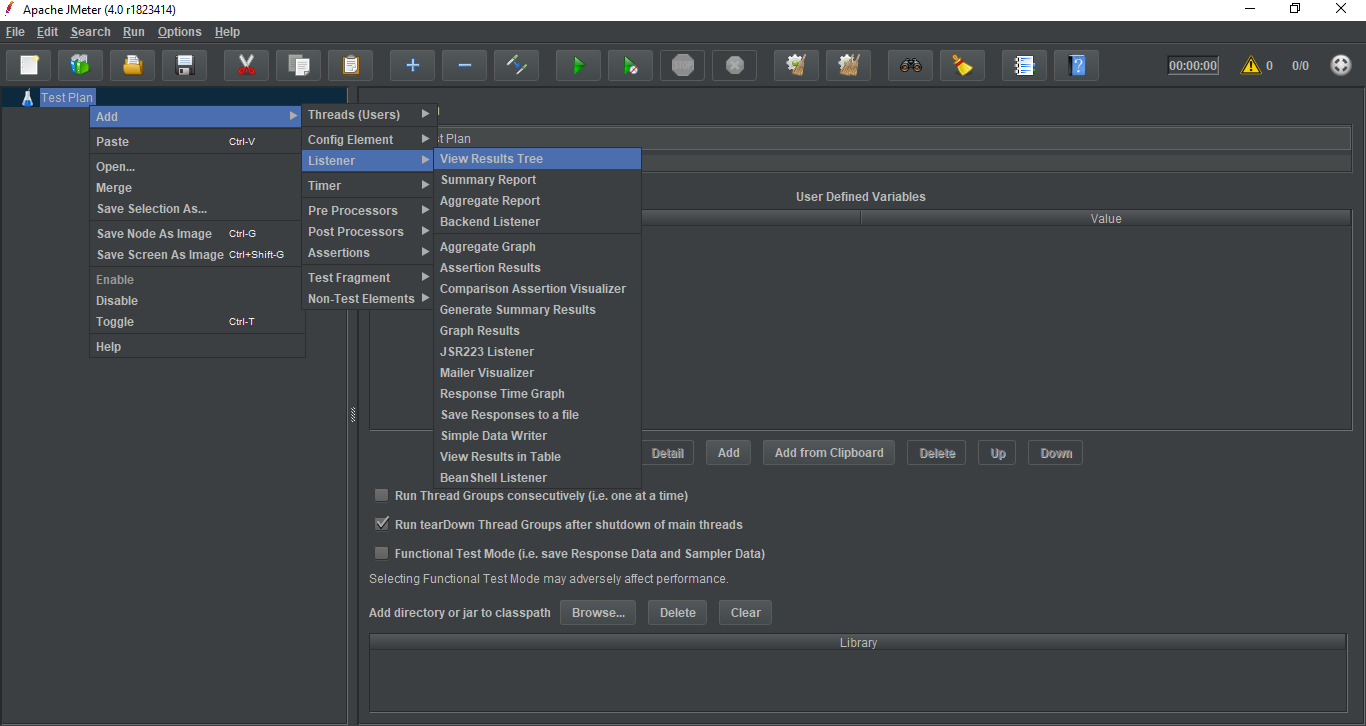 Apache JMeter (4.0 r1823414)
File Edit Search Run Options Help
STOP
00:00:00 0 0/0
Test Plan
Add
Paste Ctrl-V
Open...
Merge
Save Selection As...
Save Node As Image Ctrl-G
Save Screen As Image Ctrl+Shift-G
Enable
Disable
Toggle Ctrl-T
Help
Threads (Users)
Config Element
Listener
Timer
Pre Processors
Post Processors
Assertions
Test Fragment
Non-Test Elements
View Results Tree
Summary Report
Aggregate Report
Backend Listener
Aggregate Graph
Assertion Results
Comparison Assertion Visualizer
Generate Summary Results
Graph Results
JSR223 Listener
Mailer Visualizer
Response Time Graph
Save Responses to a file
Simple Data Writer
View Results in Table
BeanShell Listener
Plan
User Defined Variables
Value
Detail Add Add from Clipboard Delete Up Down
Run Thread Groups consecutively (i.e. one at a time)
Run tearDown Thread Groups after shutdown of main threads
Functional Test Mode (i.e. save Response Data and Sampler Data)
Selecting Functional Test Mode may adversely affect performance.
Add directory or jar to classpath Browse... Delete Clear
Library